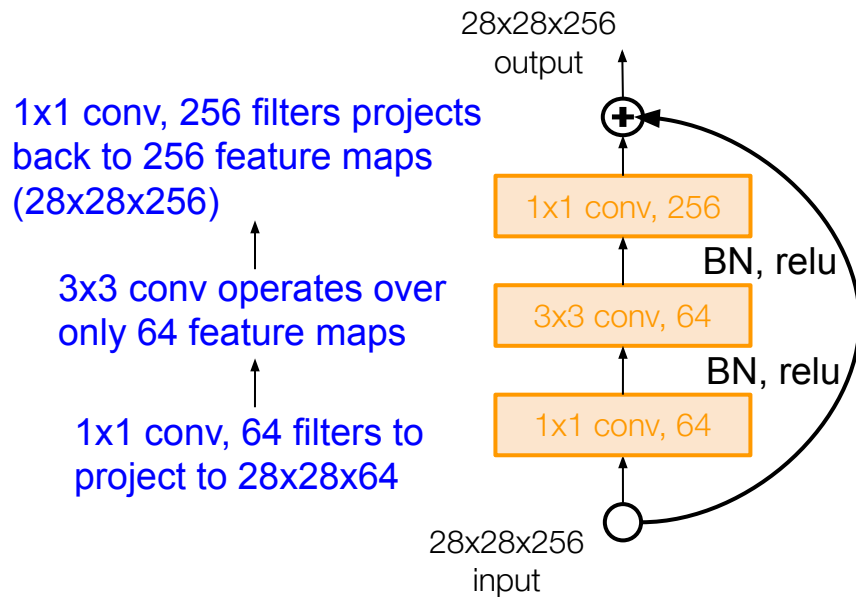 28x28x256
output
1x1 conv, 256 filters projects
back to 256 feature maps
(28x28x256)
3x3 conv operates over
only 64 feature maps
1x1 conv, 64 filters to
project to 28x28x64
1x1 conv, 256
BN, relu
3x3 conv, 64
BN, relu
1x1 conv, 64
28x28x256
input